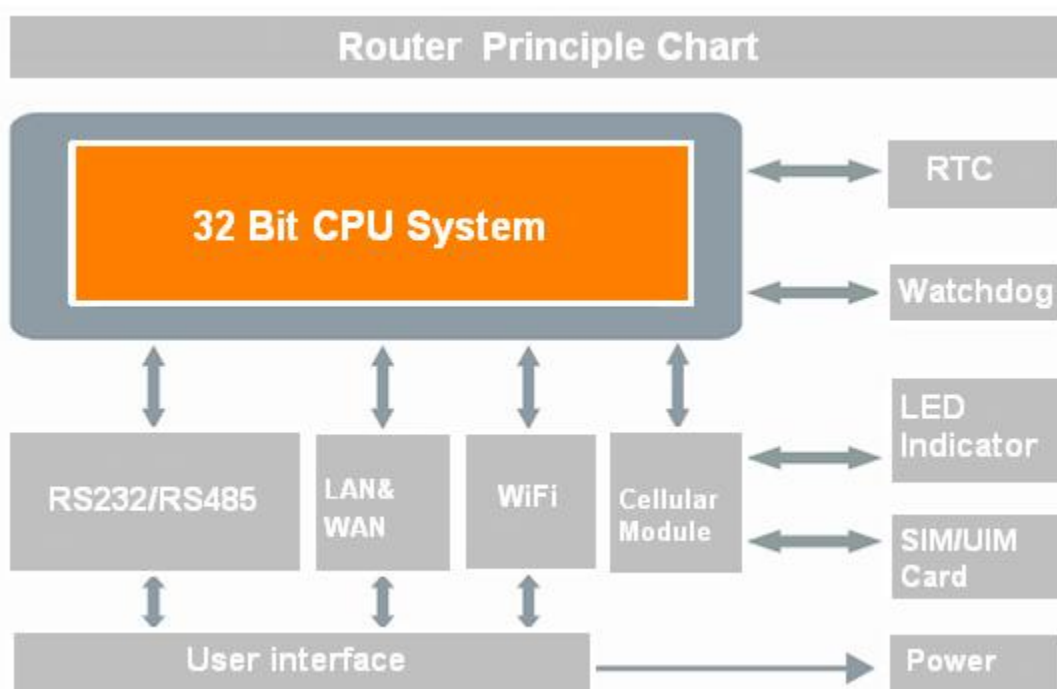 Router Principle Chart
32 Bit CPU System
RTC
Watchdog
LED
Indicator
RS232/RS485
LAN&
WAN
WiFi
Cellular
Module
SIM/UIM
Card
User interface
Power